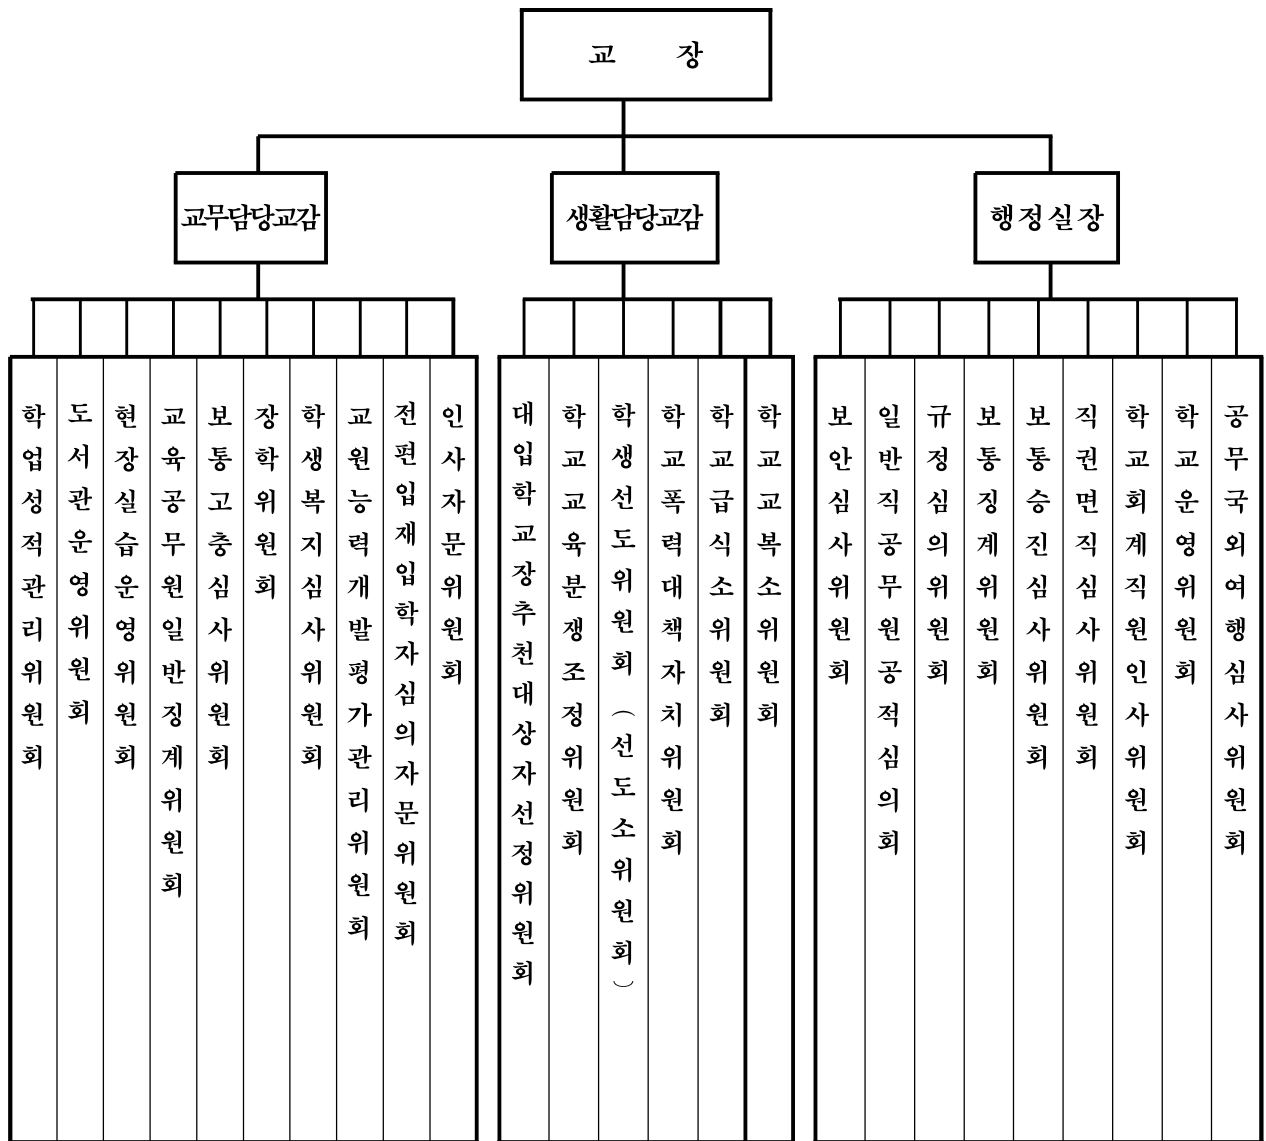 교 장
교무담당교감
생활담당교감
행정실장
학업성적관리위원회
도서관운영위원회
현장실습운영위원회
교육공무원일반징계위원회
보통고충심사위원회
장학위원회
학생복지심사위원회
교원능력개발평가관리위원회
전편입재입학자심의자문위원회
인사자문위원회
대입학교장추천대상자선정위원회
학교교육분쟁조정위원회
학생선도위원회(선도소위원회)
학교폭력대책자치위원회
학교급식소위원회
학교교복소위원회
보안심사위원회
일반직공무원공적심의회
규정심의위원회
보통징계위원회
보통승진심사위원회
직권면직심사위원회
학교회계직원인사위원회
학교운영위원회
공무국외여행심사위원회